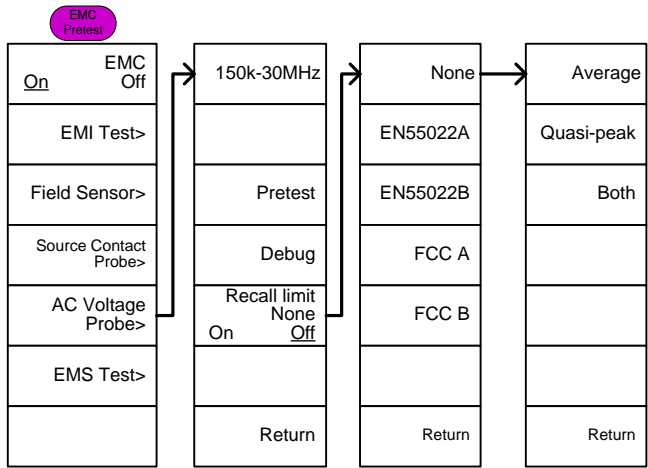 EMC
Pretest
EMC
On Off
EMI Test>
Field Sensor>
Source Contact
Probe>
AC Voltage
Probe>
EMS Test>
150k-30MHz
Pretest
Debug
Recall limit
None
On Off
Return
None
EN55022A
EN55022B
FCC A
FCC B
Return
Average
Quasi-peak
Both
Return